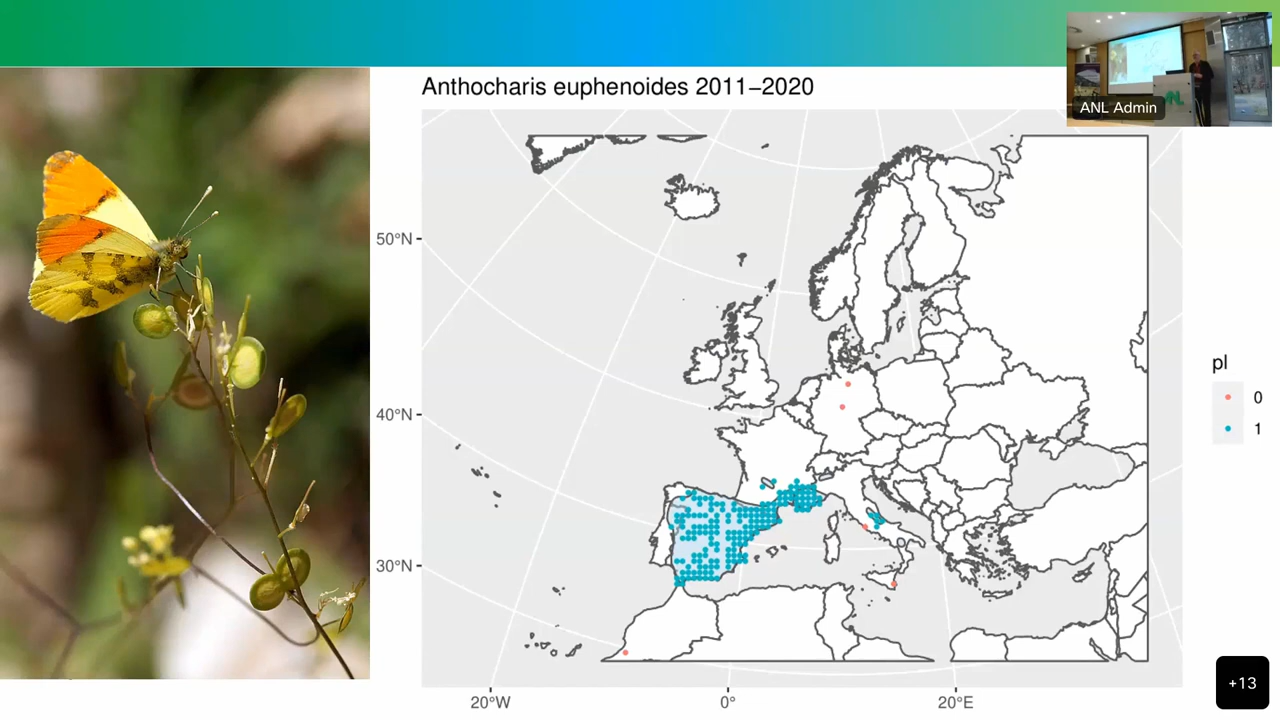 Anthocharis euphenoides 2011–2020
ANL Admin
50°N
40°N
30°N
20°W
0°
20°E
pl
0
1
+13